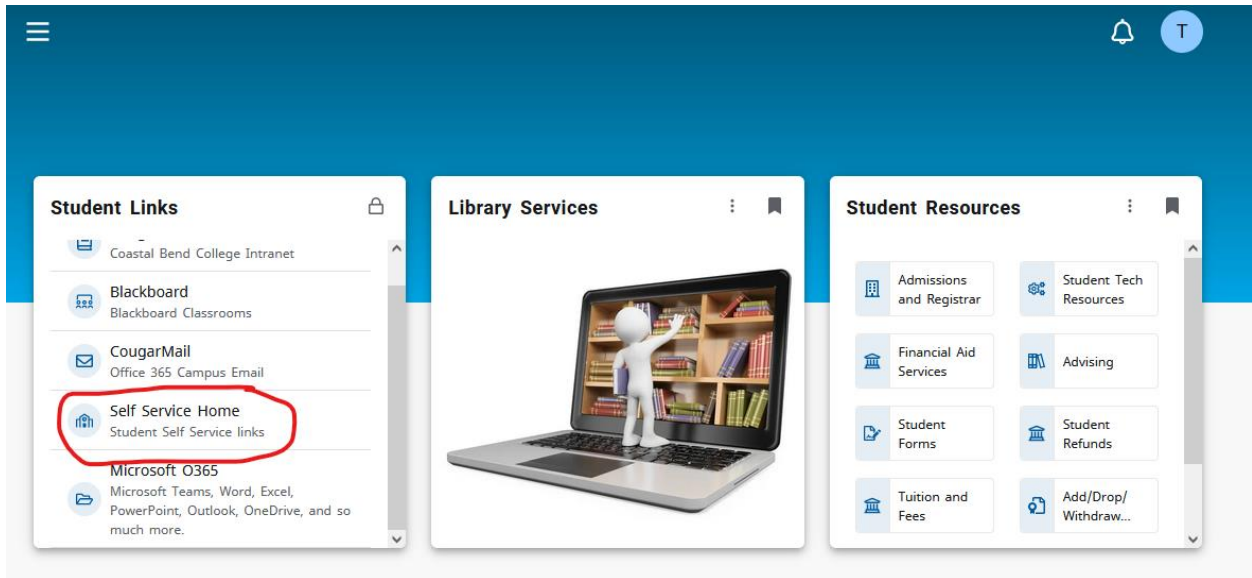 T
Student Links
Coastal Bend College Intranet
Blackboard
Blackboard Classrooms
CougarMail
Office 365 Campus Email
Self Service Home
Student Self Service links
Microsoft O365
Microsoft Teams, Word, Excel,
PowerPoint, Outlook, OneDrive, and so
much more.
Library Services
Student Resources
Admissions
and Registrar
Student Tech
Resources
Financial Aid
Services
Advising
Student
Forms
Student
Refunds
Tuition and
Fees
Add/Drop/
Withdraw...